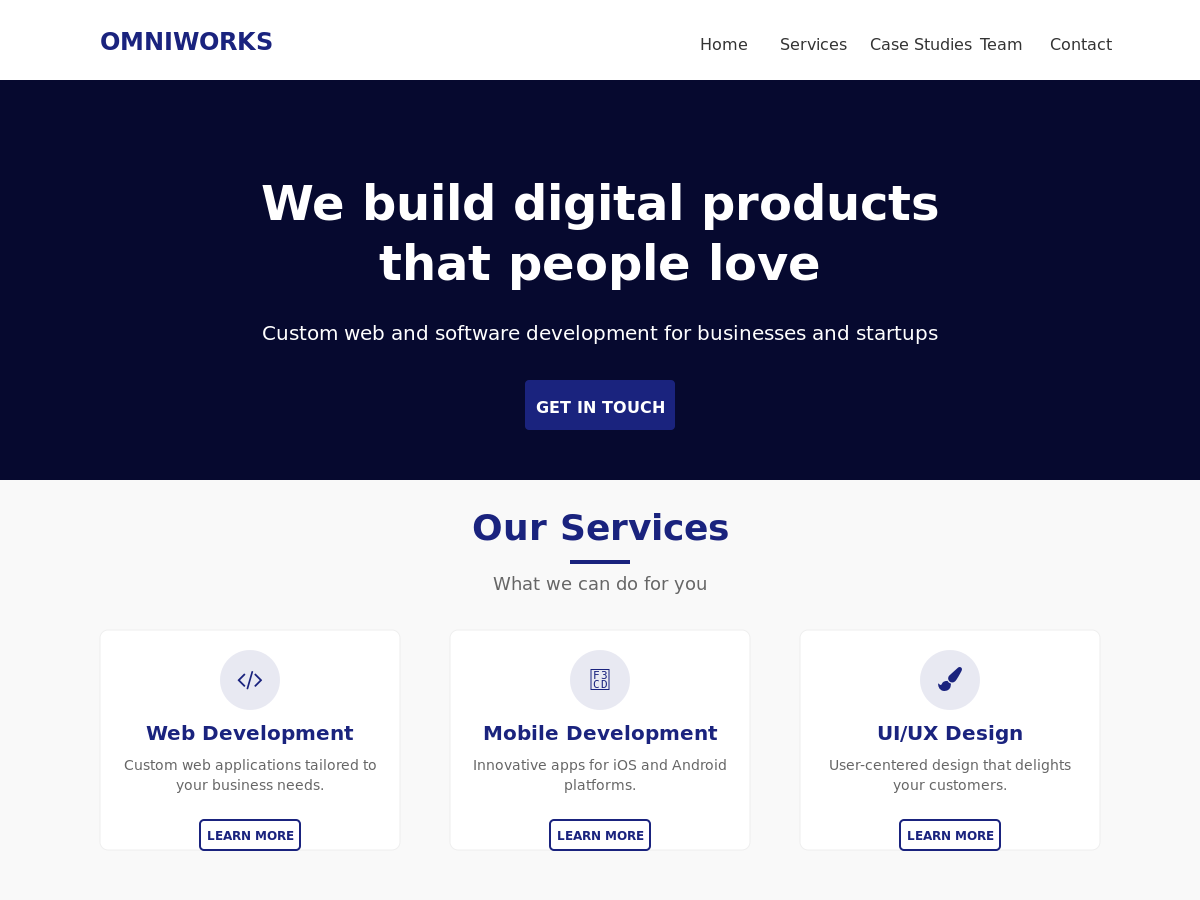 OMNIWORKS
Home Services Case Studies Team Contact
We build digital products
that people love
Custom web and software development for businesses and startups
GET IN TOUCH
Our Services
What we can do for you
Web Development
Custom web applications tailored to
your business needs.
LEARN MORE
Mobile Development
Innovative apps for iOS and Android
platforms.
LEARN MORE
UI/UX Design
User-centered design that delights
your customers.
LEARN MORE